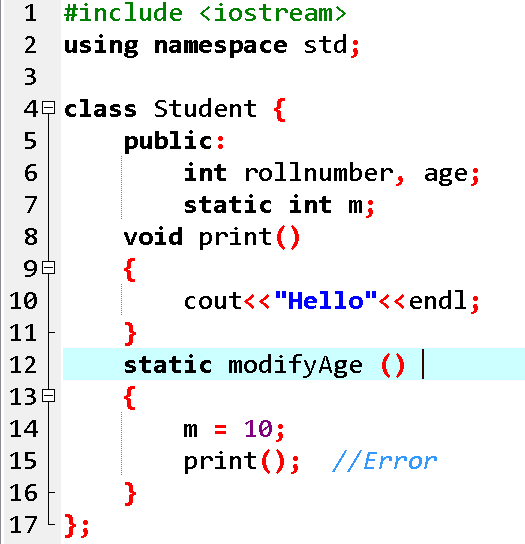 1 #include <iostream>
2 using namespace std;
3
4 class Student {
5 public:
6 int rollnumber, age;
7 static int m;
8 void print()
9 {
10 cout<<"Hello"<<endl;
11 }
12 static modifyAge ()
13 {
14 m = 10;
15 print(); //Error
16 }
17 };